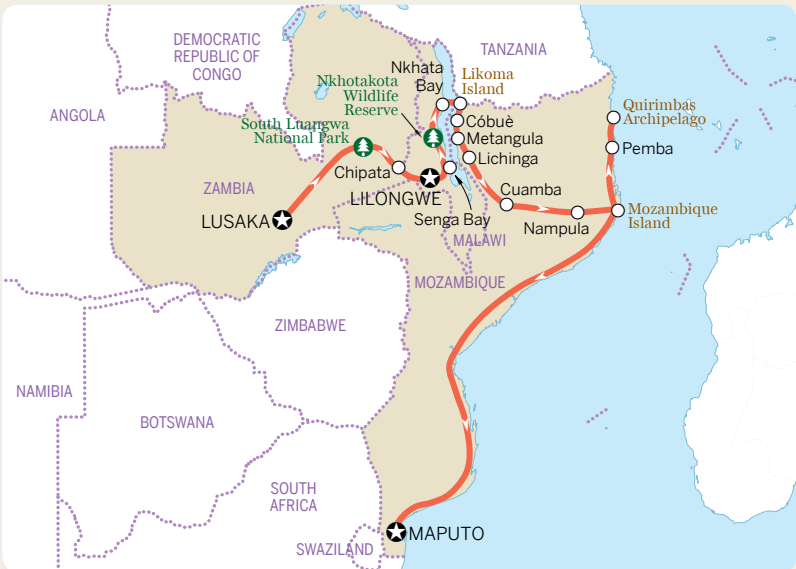 DEMOCRATIC
REPUBLIC OF
CONGO
TANZANIA
Nkhata
Bay
Likoma
Island
Nkhotakota
Wildlife
Reserve
ANGOLA
Quirimbas
Archipelago
South Luangwa
National Park
Cóbuè
Metangula
Pemba
Lichinga
Chipata
ZAMBIA
LILONGWE
Cuamba
LUSAKA
Senga Bay
Nampula
Mozambique
Island
MALAWI
MOZAMBIQUE
ZIMBABWE
NAMIBIA
BOTSWANA
SOUTH
AFRICA
MAPUTO
SWAZILAND